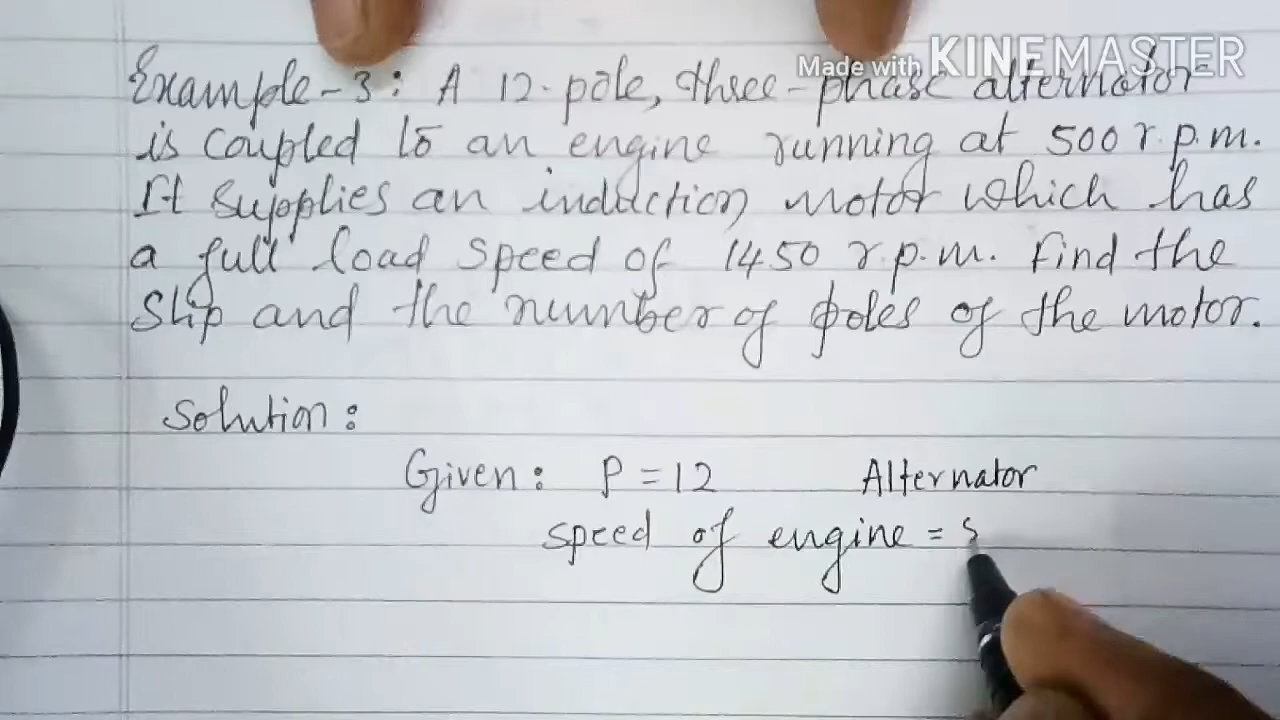 Made with KINEMASTER
Example-3: A 12-pole, three-phase alternator
is coupled to an engine running at 500 r.p.m.
It supplies an induction motor which has
a full load speed of 1450 r.p.m. Find the
slip and the number of poles of the motor.
Solution:
Given: P = 12 Alternator
speed of engine = 5